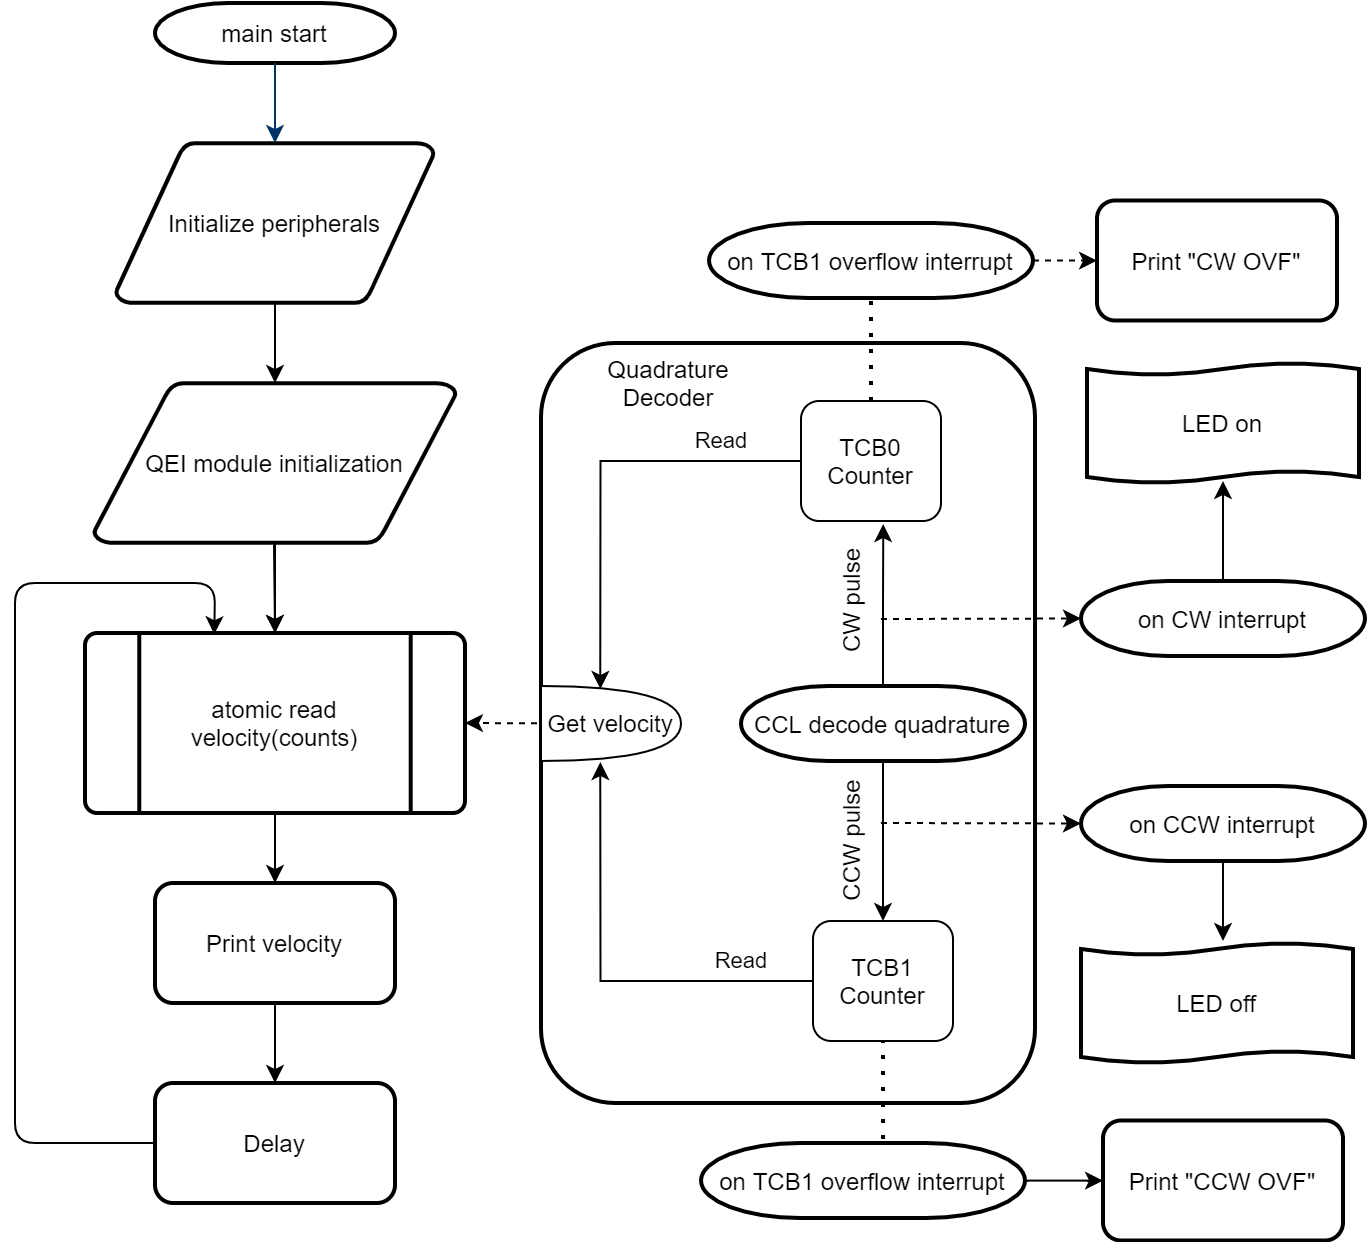 main start
Initialize peripherals
QEI module initialization
atomic read
velocity(counts)
Print velocity
Delay
on TCB1 overflow interrupt
Print "CW OVF"
Quadrature
Decoder
Read
TCB0
Counter
LED on
CW pulse
on CW interrupt
Get velocity
CCL decode quadrature
CCW pulse
on CCW interrupt
Read
TCB1
Counter
LED off
on TCB1 overflow interrupt
Print "CCW OVF"